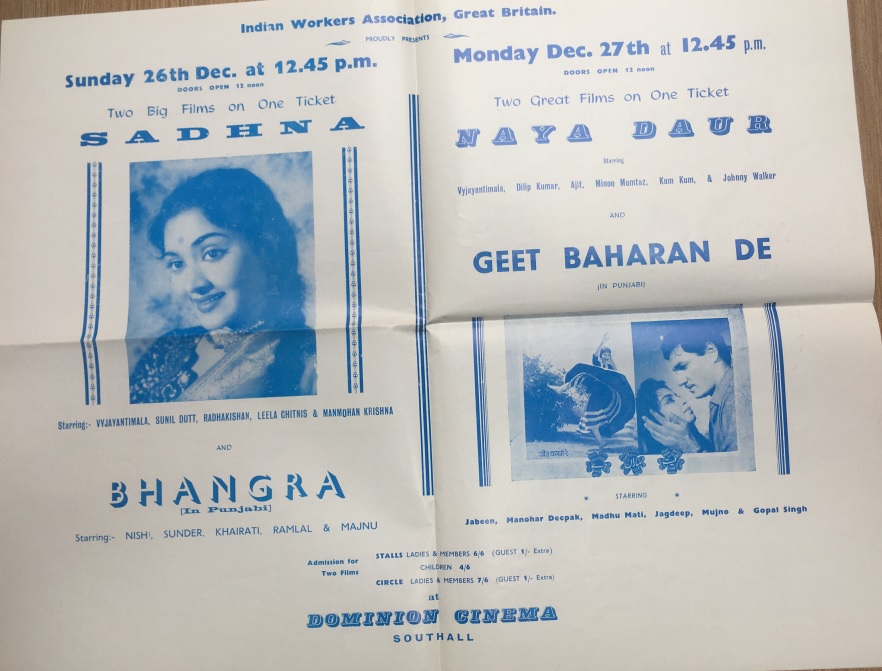 Indian Workers Association, Great Britain.
PROUDLY PRESENTS
Sunday 26th Dec. at 12.45 p.m.
DOORS OPEN 12 noon
Two Big Films on One Ticket
SADHNA
Starring:- VYJAYANTIMALA, SUNIL DUTT, RADHAKISHAN, LEELA CHITNIS & MANMOHAN KRISHNA
AND
BHANGRA
[In Punjabi]
Starring:- NISHI, SUNDER, KHAIRATI, RAMLAL & MAJNU
Monday Dec. 27th at 12.45 p.m.
DOORS OPEN 12 noon
Two Great Films on One Ticket
NAYA DAUR
Starring
Vyjayantimala, Dilip Kumar, Ajit, Minoo Mumtaz, Kum Kum, & Johnny Walker
AND
GEET BAHARAN DE
(IN PUNJABI)
STARRING
Jabeen, Manohar Deepak, Madhu Mati, Jagdeep, Mujno & Gopal Singh
Admission for
Two Films
STALLS LADIES & MEMBERS 6/6 (GUEST 1/- Extra)
CHILDREN 4/6
CIRCLE LADIES & MEMBERS 7/6 (GUEST 1/- Extra)
at
DOMINION CINEMA
SOUTHALL